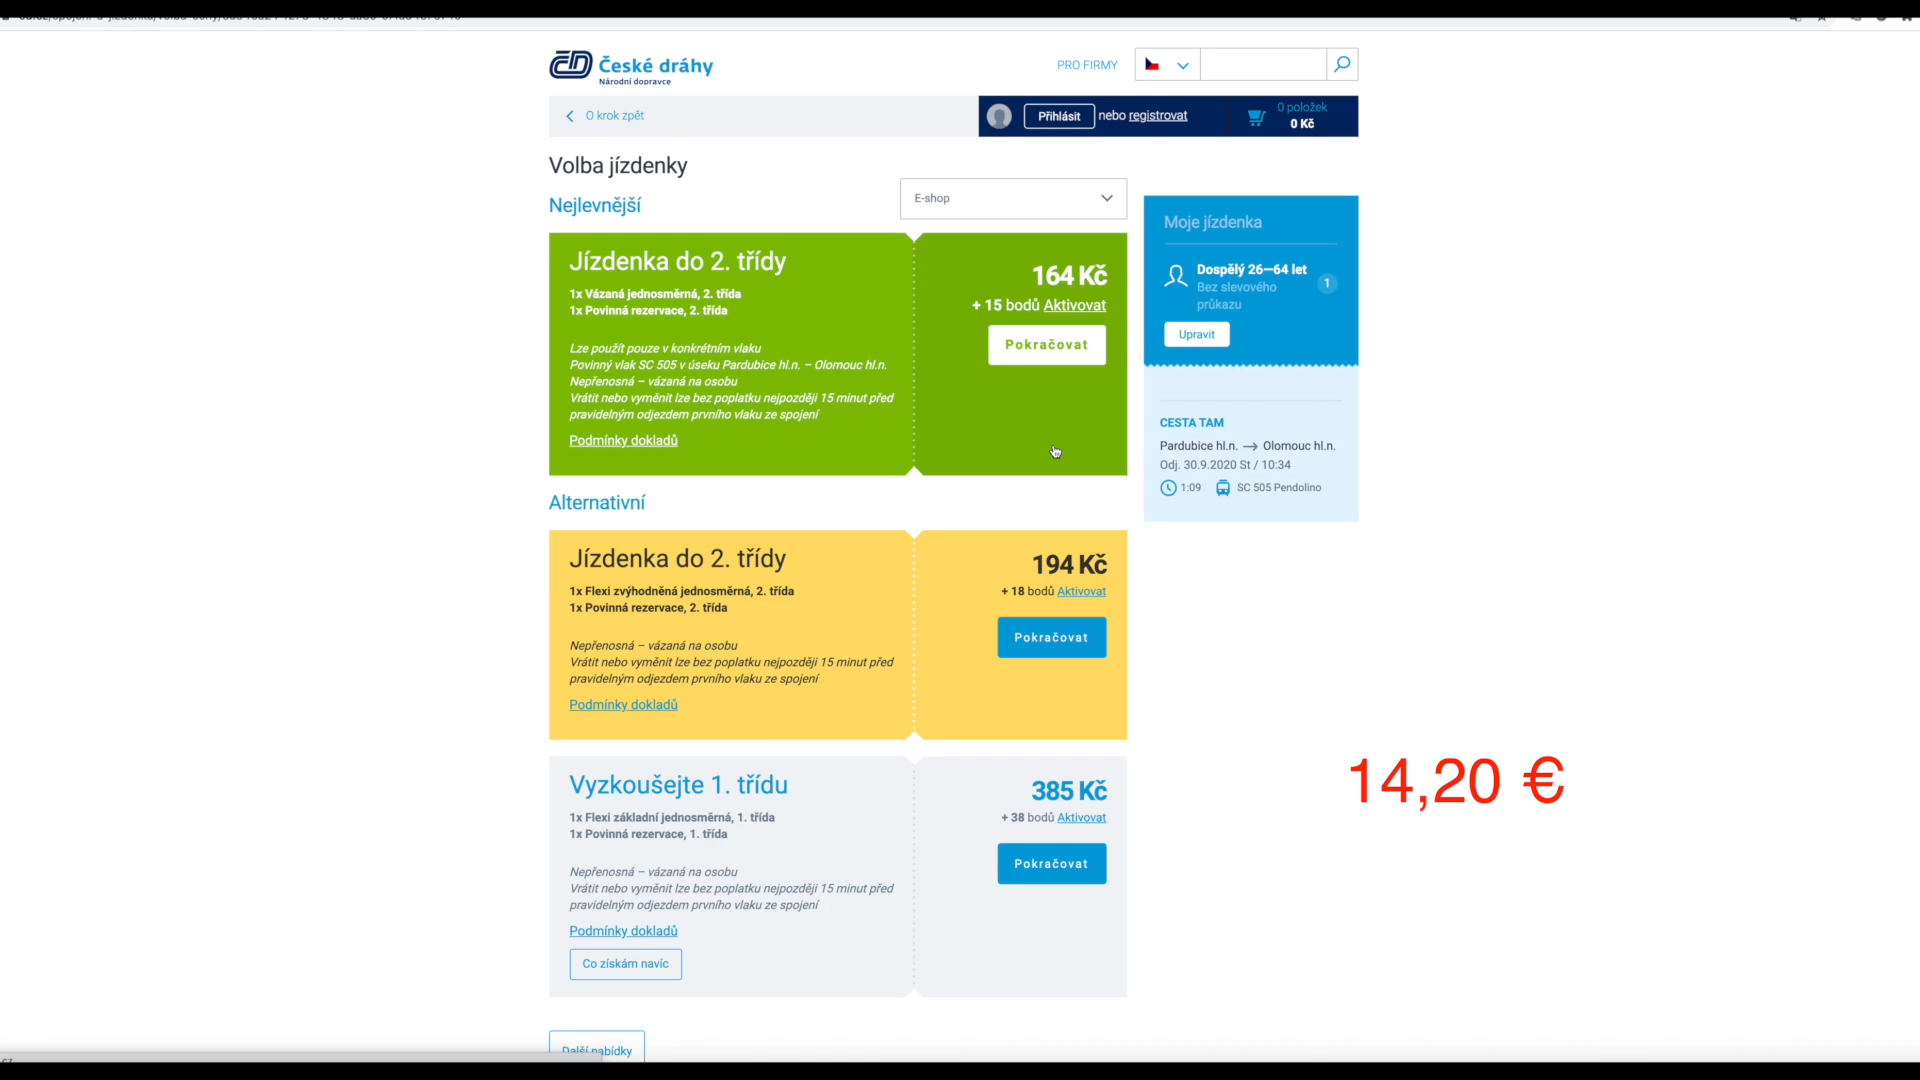 České dráhy
Národní dopravce
PRO FIRMY
O krok zpět
Přihlásit nebo registrovat
0 položek
0 Kč
Volba jízdenky
Nejlevnější
E-shop
Jízdenka do 2. třídy
1x Vázaná jednosměrná, 2. třída
1x Povinná rezervace, 2. třída
Lze použít pouze v konkrétním vlaku
Povinný vlak SC 505 v úseku Pardubice hl.n. – Olomouc hl.n.
Nepřenosná – vázaná na osobu
Vrátit nebo vyměnit lze bez poplatku nejpozději 15 minut před
pravidelným odjezdem prvního vlaku ze spojení
Podmínky dokladů
164 Kč
+ 15 bodů Aktivovat
Pokračovat
Moje jízdenka
Dospělý 26—64 let
Bez slevového
průkazu
1
Upravit
CESTA TAM
Pardubice hl.n. → Olomouc hl.n.
Odj. 30.9.2020 St / 10:34
1:09 SC 505 Pendolino
Alternativní
Jízdenka do 2. třídy
1x Flexi zvýhodněná jednosměrná, 2. třída
1x Povinná rezervace, 2. třída
Nepřenosná – vázaná na osobu
Vrátit nebo vyměnit lze bez poplatku nejpozději 15 minut před
pravidelným odjezdem prvního vlaku ze spojení
Podmínky dokladů
194 Kč
+ 18 bodů Aktivovat
Pokračovat
Vyzkoušejte 1. třídu
1x Flexi základní jednosměrná, 1. třída
1x Povinná rezervace, 1. třída
Nepřenosná – vázaná na osobu
Vrátit nebo vyměnit lze bez poplatku nejpozději 15 minut před
pravidelným odjezdem prvního vlaku ze spojení
Podmínky dokladů
Co získám navíc
385 Kč
+ 38 bodů Aktivovat
Pokračovat
14,20 €
Další nabídky